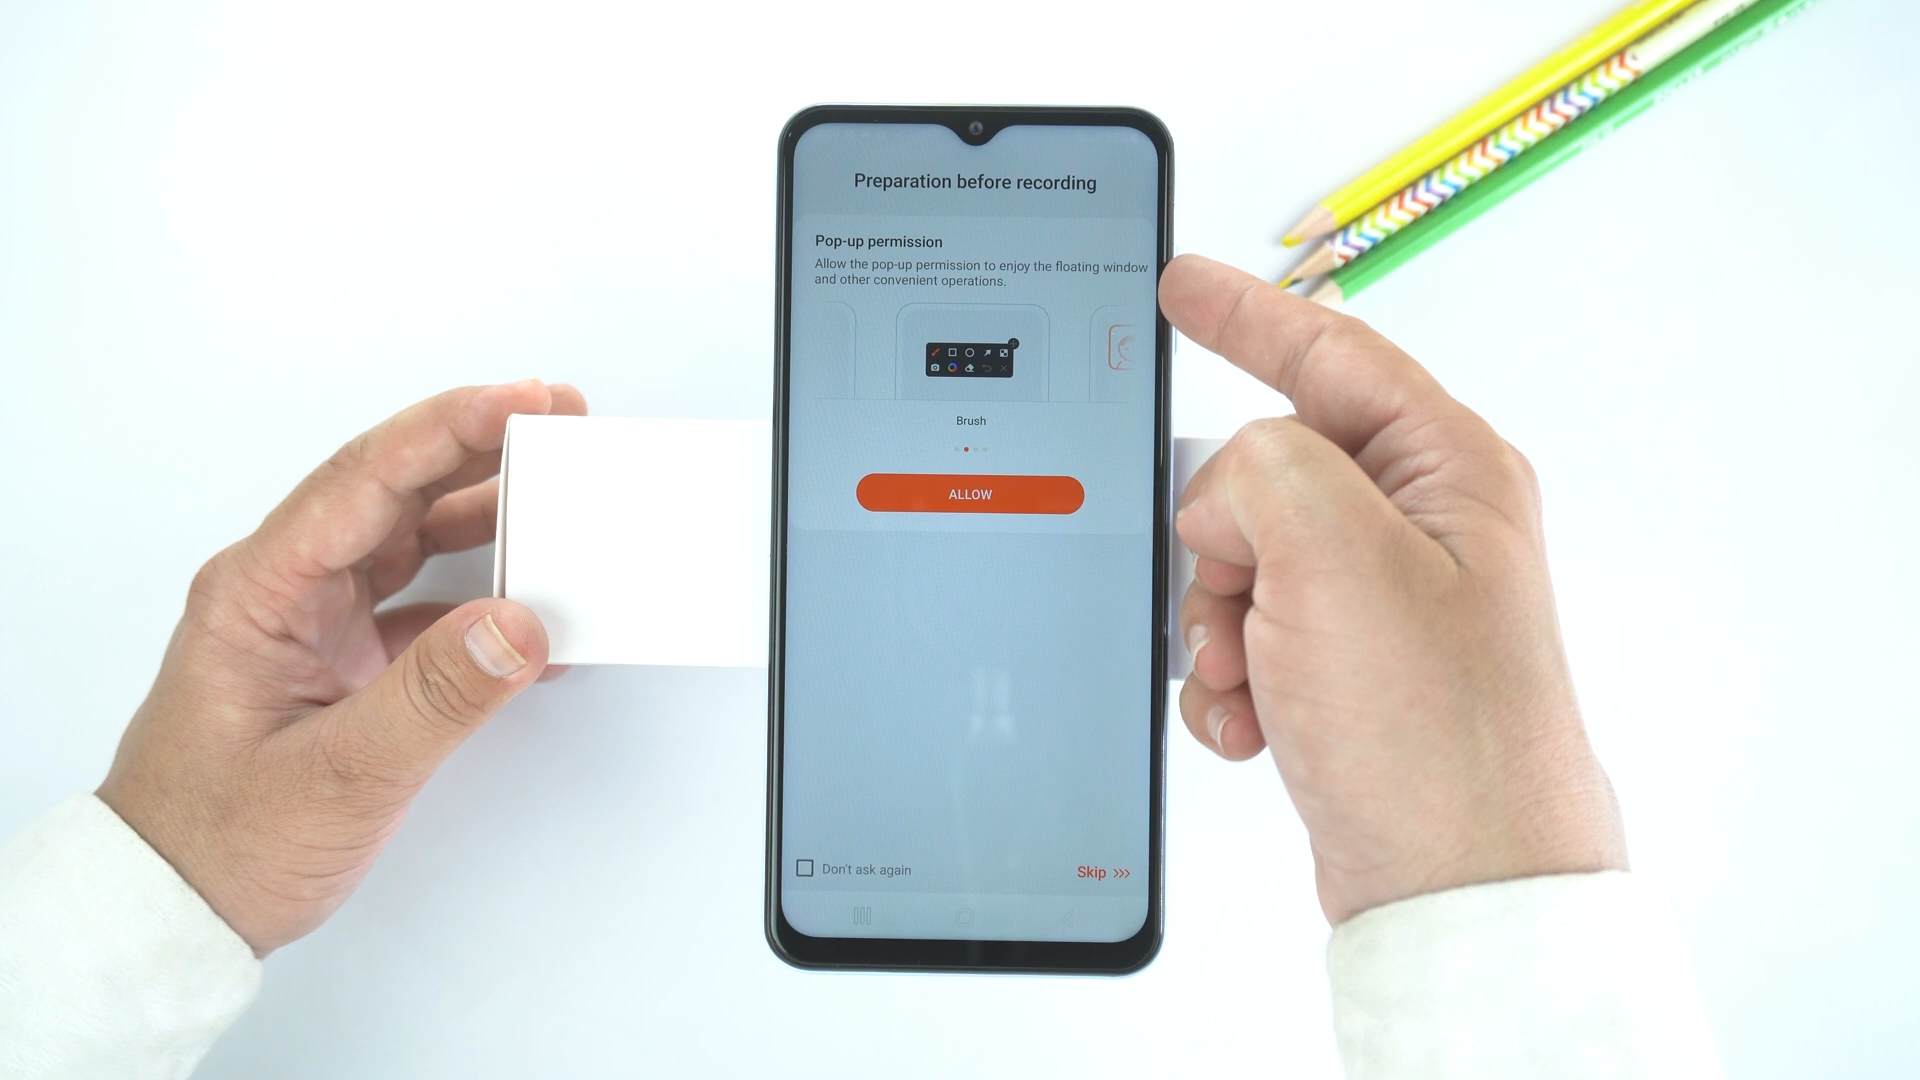 Preparation before recording
Pop-up permission
Allow the pop-up permission to enjoy the floating window
and other convenient operations.
Brush
ALLOW
Don't ask again
Skip >>>